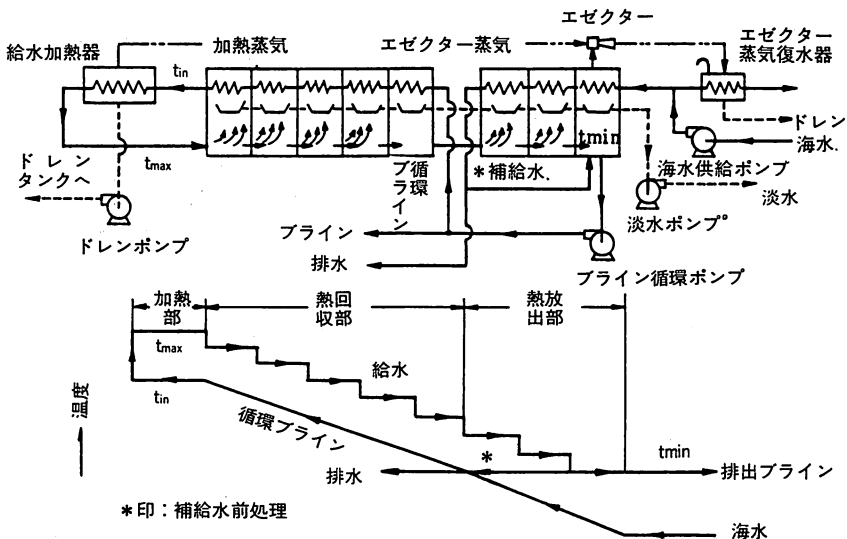 エゼクター
給水加熱器
加熱蒸気
エゼクター蒸気
エゼクター
蒸気復水器
tin
tmin
ドレン
海水.
tmax
ドレン
タンクへ
循環
ブライン
*補給水.
海水供給ポンプ
淡水
淡水ポンプ
ドレンポンプ
ブライン
排水
ブライン循環ポンプ
加熱
部
熱回
収部
熱放
出部
tmax
給水
tin
温度
循環ブライン
*
tmin
排水
排出ブライン
*印:補給水前処理
海水